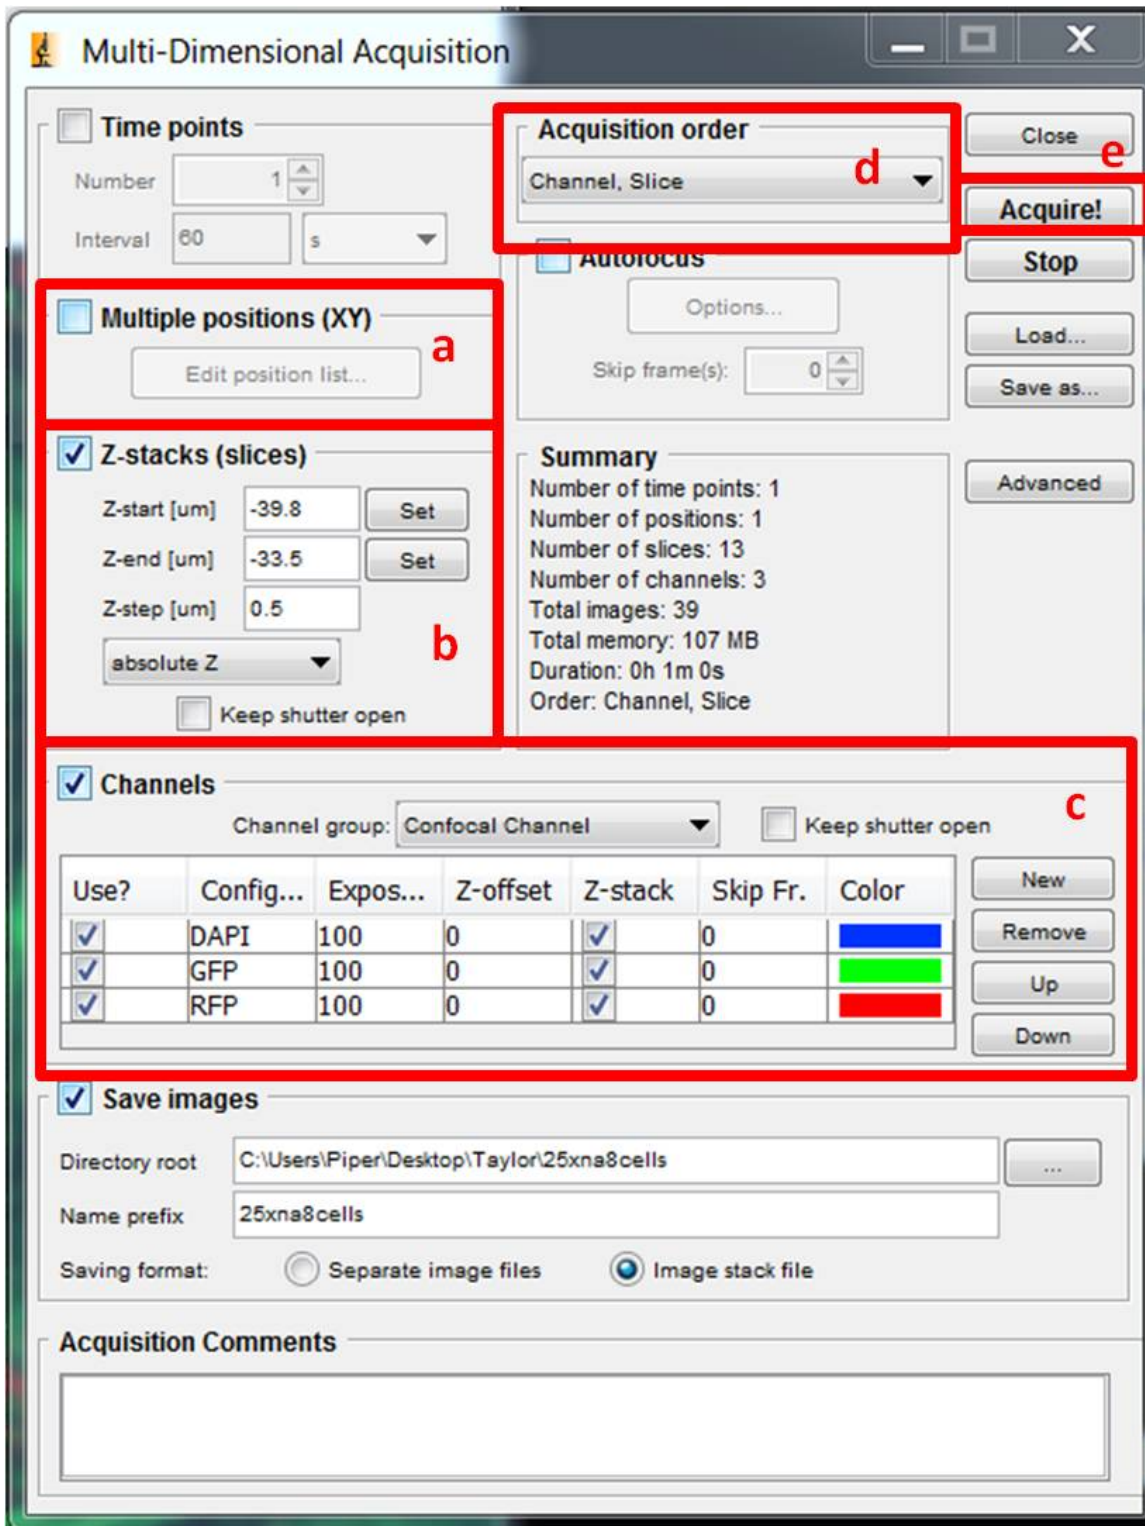 Multi-Dimensional Acquisition
X
Time points
Number 1
Interval 60 s
Multiple positions (XY)
a
Edit position list...
Z-stacks (slices)
Z-start [um] -39.8 Set
Z-end [um] -33.5 Set
Z-step [um] 0.5
absolute Z
b
Keep shutter open
Acquisition order
Channel, Slice
d
Autofocus
Options...
Skip frame(s): 0
Summary
Number of time points: 1
Number of positions: 1
Number of slices: 13
Number of channels: 3
Total images: 39
Total memory: 107 MB
Duration: 0h 1m 0s
Order: Channel, Slice
Close
e
Acquire!
Stop
Load...
Save as...
Advanced
Channels
c
Channel group: Confocal Channel Keep shutter open
Use? Config... Expos... Z-offset Z-stack Skip Fr. Color
DAPI 100 0 0
GFP 100 0 0
RFP 100 0 0
New
Remove
Up
Down
Save images
Directory root C:\Users\Piper\Desktop\Taylor\25xna8cells ...
Name prefix 25xna8cells
Saving format: Separate image files Image stack file
Acquisition Comments